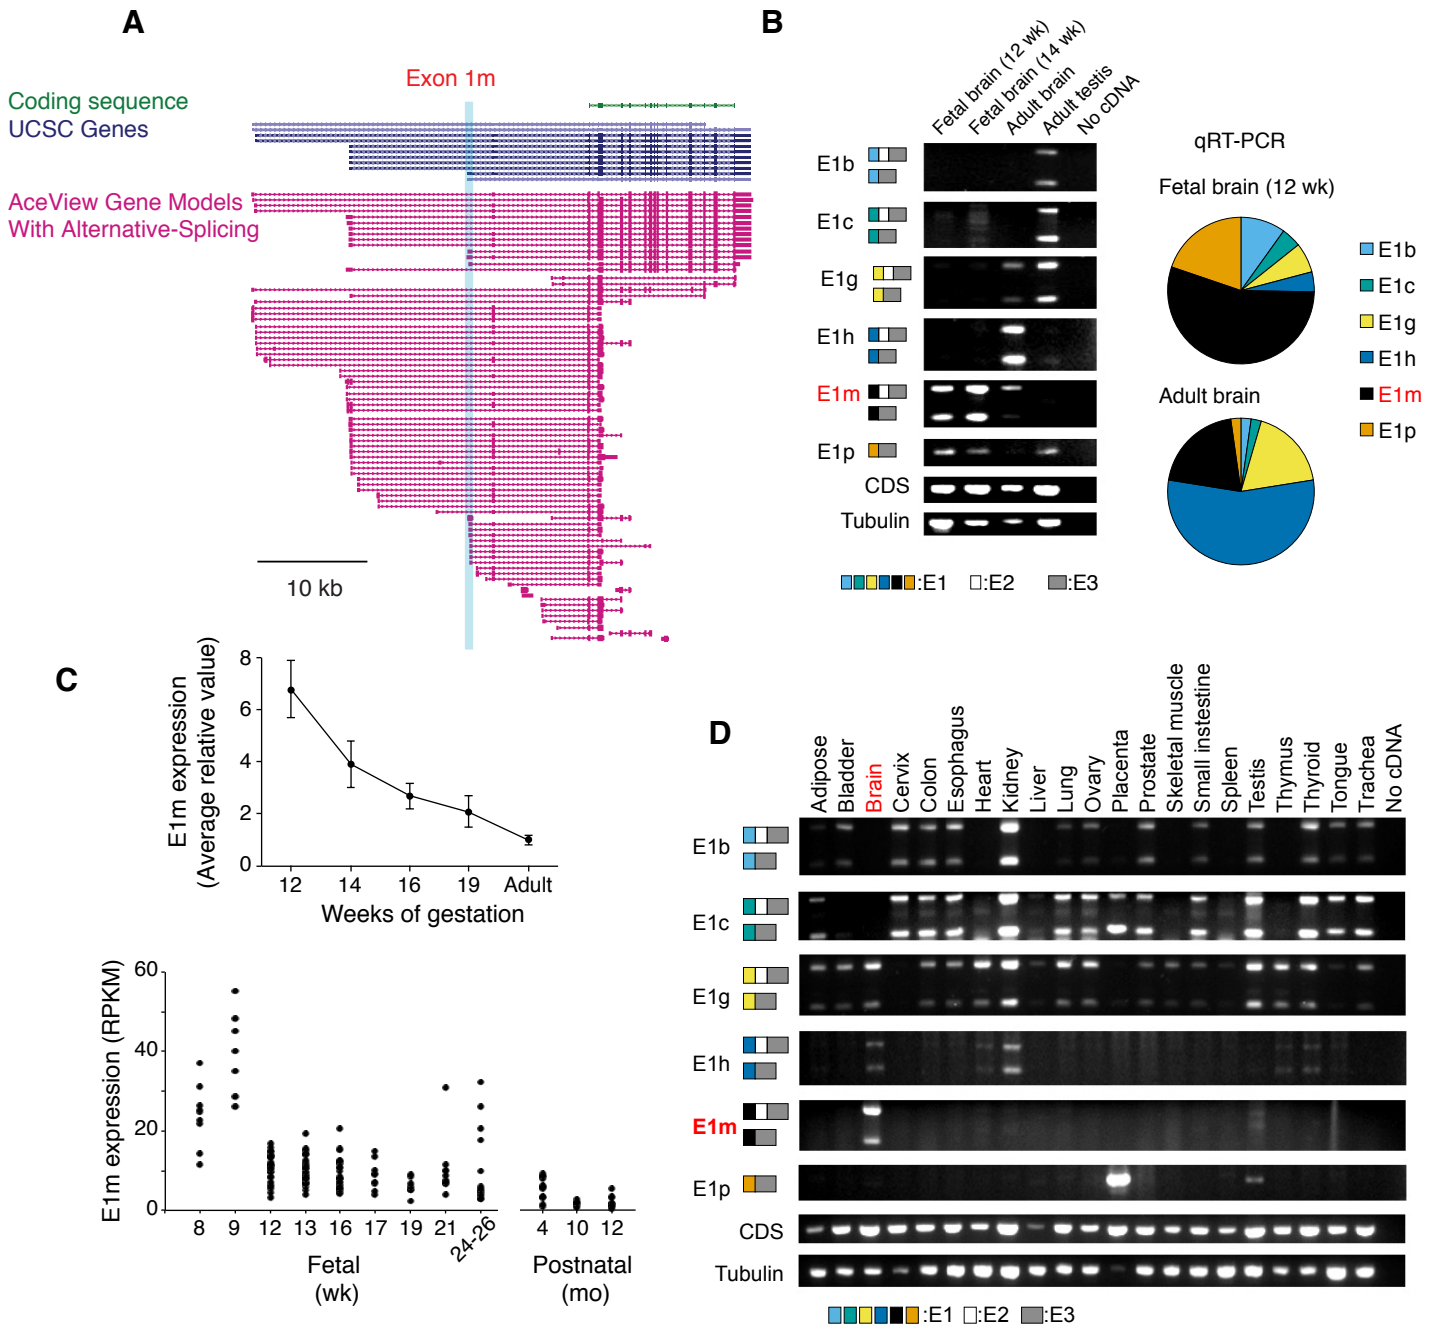 A
Exon 1m
Coding sequence
UCSC Genes
AceView Gene Models
With Alternative-Splicing
10 kb
B
Fetal brain (12 wk)
Fetal brain (14 wk)
Adult brain
Adult testis
No cDNA
E1b
E1c
E1g
E1h
E1m
E1p
CDS
Tubulin
:E1 :E2 :E3
qRT-PCR
Fetal brain (12 wk)
Adult brain
E1b
E1c
E1g
E1h
E1m
E1p
C
E1m expression
(Average relative value)
8
6
4
2
0
12 14 16 19 Adult
Weeks of gestation
E1m expression (RPKM)
60
40
20
0
8 9 12 13 16 17 19 21 24-26
4 10 12
Fetal
(wk)
Postnatal
(mo)
D
Adipose
Bladder
Brain
Cervix
Colon
Esophagus
Heart
Kidney
Liver
Lung
Ovary
Placenta
Prostate
Skeletal muscle
Small instestine
Spleen
Testis
Thymus
Thyroid
Tongue
Trachea
No cDNA
E1b
E1c
E1g
E1h
E1m
E1p
CDS
Tubulin
:E1 :E2 :E3